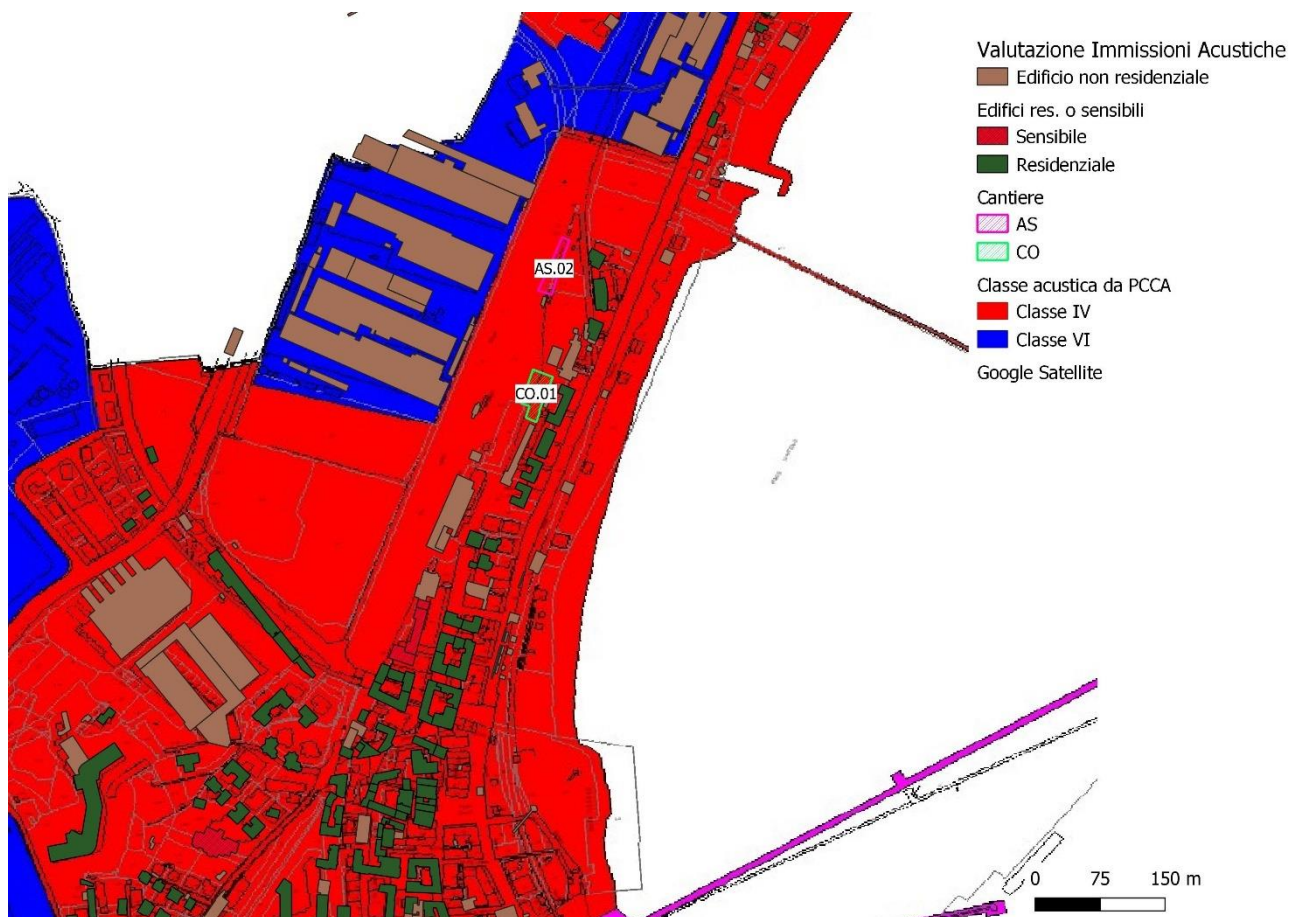 Valutazione Immissioni Acustiche
Edificio non residenziale
Edifici res. o sensibili
Sensibile
Residenziale
Cantiere
AS
CO
Classe acustica da PCCA
Classe IV
Classe VI
Google Satellite
AS.02
CO.01
0 75 150 m